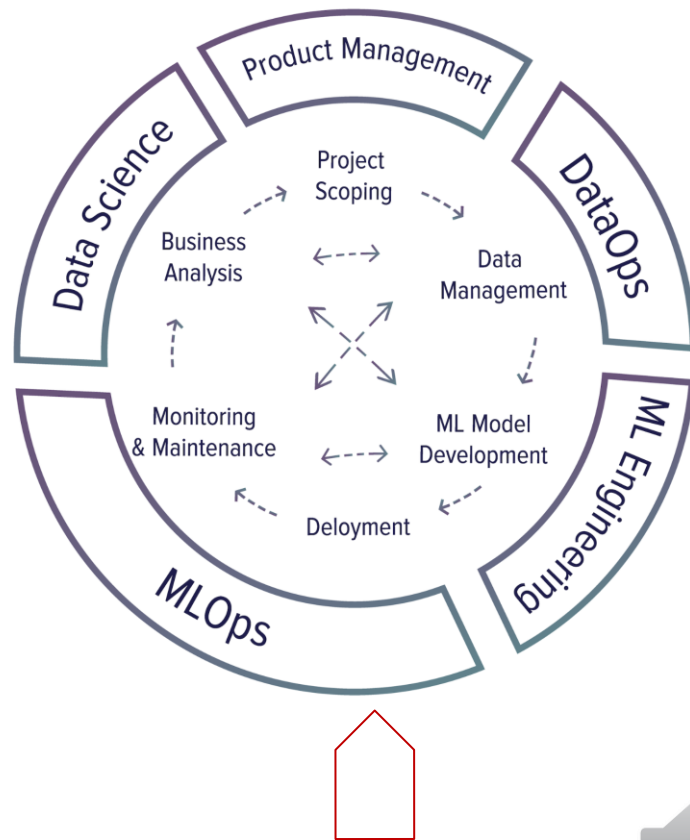 Product Management
Data Science
DataOps
Project
Scoping
Business
Analysis
Data
Management
Monitoring
& Maintenance
ML Model
Development
Deloyment
ML Engineering
MLOps